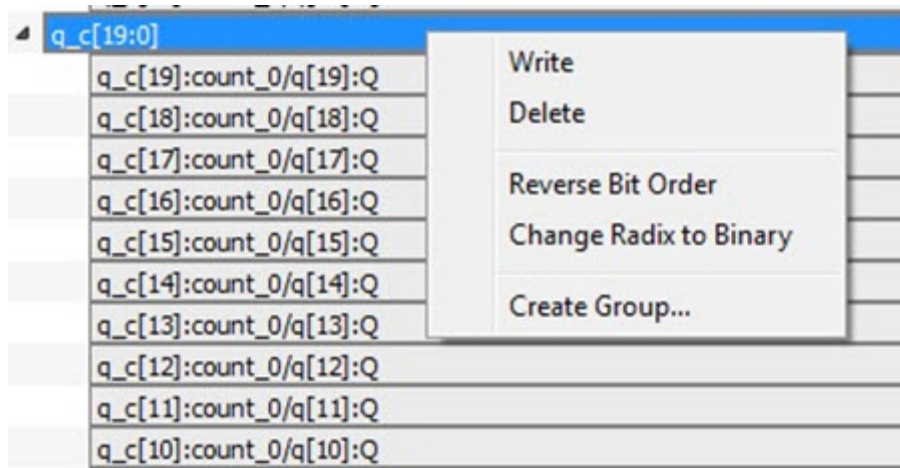 q_c[19:0]
q_c[19]:count_0/q[19]:Q
q_c[18]:count_0/q[18]:Q
q_c[17]:count_0/q[17]:Q
q_c[16]:count_0/q[16]:Q
q_c[15]:count_0/q[15]:Q
q_c[14]:count_0/q[14]:Q
q_c[13]:count_0/q[13]:Q
q_c[12]:count_0/q[12]:Q
q_c[11]:count_0/q[11]:Q
q_c[10]:count_0/q[10]:Q
Write
Delete
Reverse Bit Order
Change Radix to Binary
Create Group...